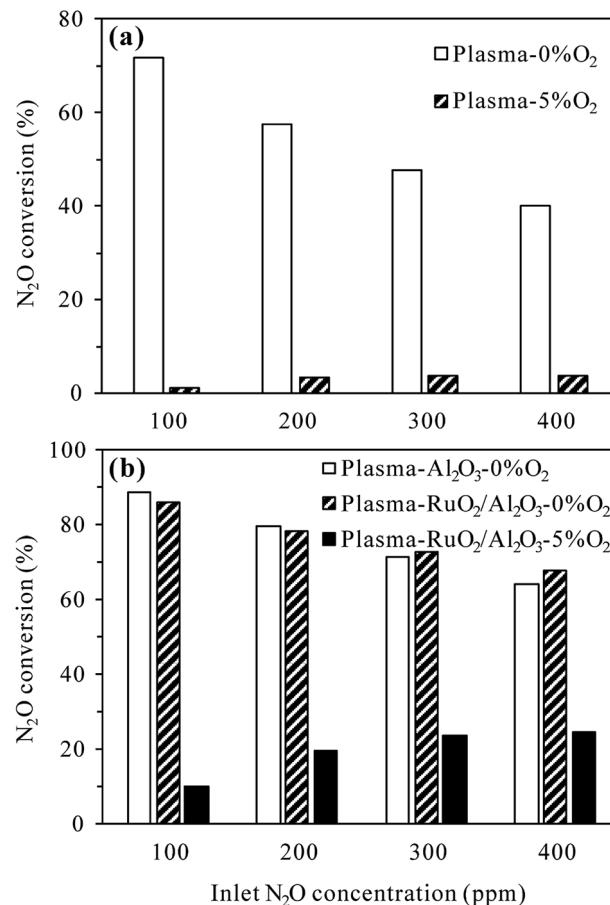 (a)
Plasma-0%O₂
Plasma-5%O₂
N₂O conversion (%)
80
60
40
20
0
100 200 300 400
(b)
Plasma-Al₂O₃-0%O₂
Plasma-RuO₂/Al₂O₃-0%O₂
Plasma-RuO₂/Al₂O₃-5%O₂
N₂O conversion (%)
100
80
60
40
20
0
100 200 300 400
Inlet N₂O concentration (ppm)